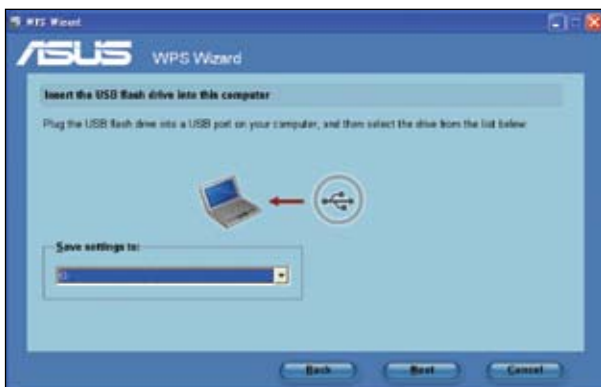 WPS Wizard
ASUS WPS Wizard
Insert the USB flash drive into this computer
Plug the USB flash drive into a USB port on your computer, and then select the drive from the list below
Save settings to:
Back Next Cancel